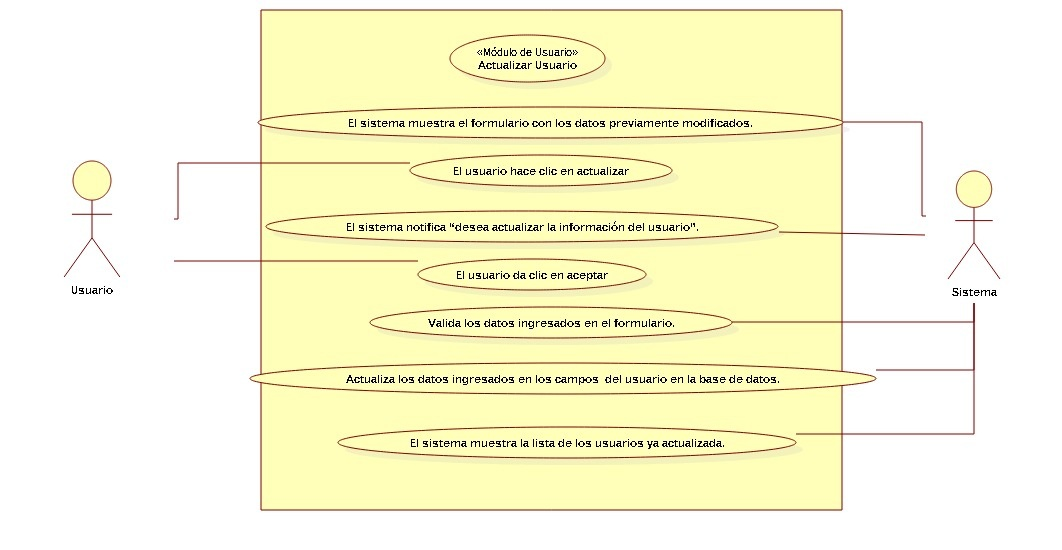 «Módulo de Usuario»
Actualizar Usuario
El sistema muestra el formulario con los datos previamente modificados.
El usuario hace clic en actualizar
El sistema notifica “desea actualizar la información del usuario”.
El usuario da clic en aceptar
Usuario
Sistema
Valida los datos ingresados en el formulario.
Actualiza los datos ingresados en los campos  del usuario en la base de datos.
El sistema muestra la lista de los usuarios ya actualizada.